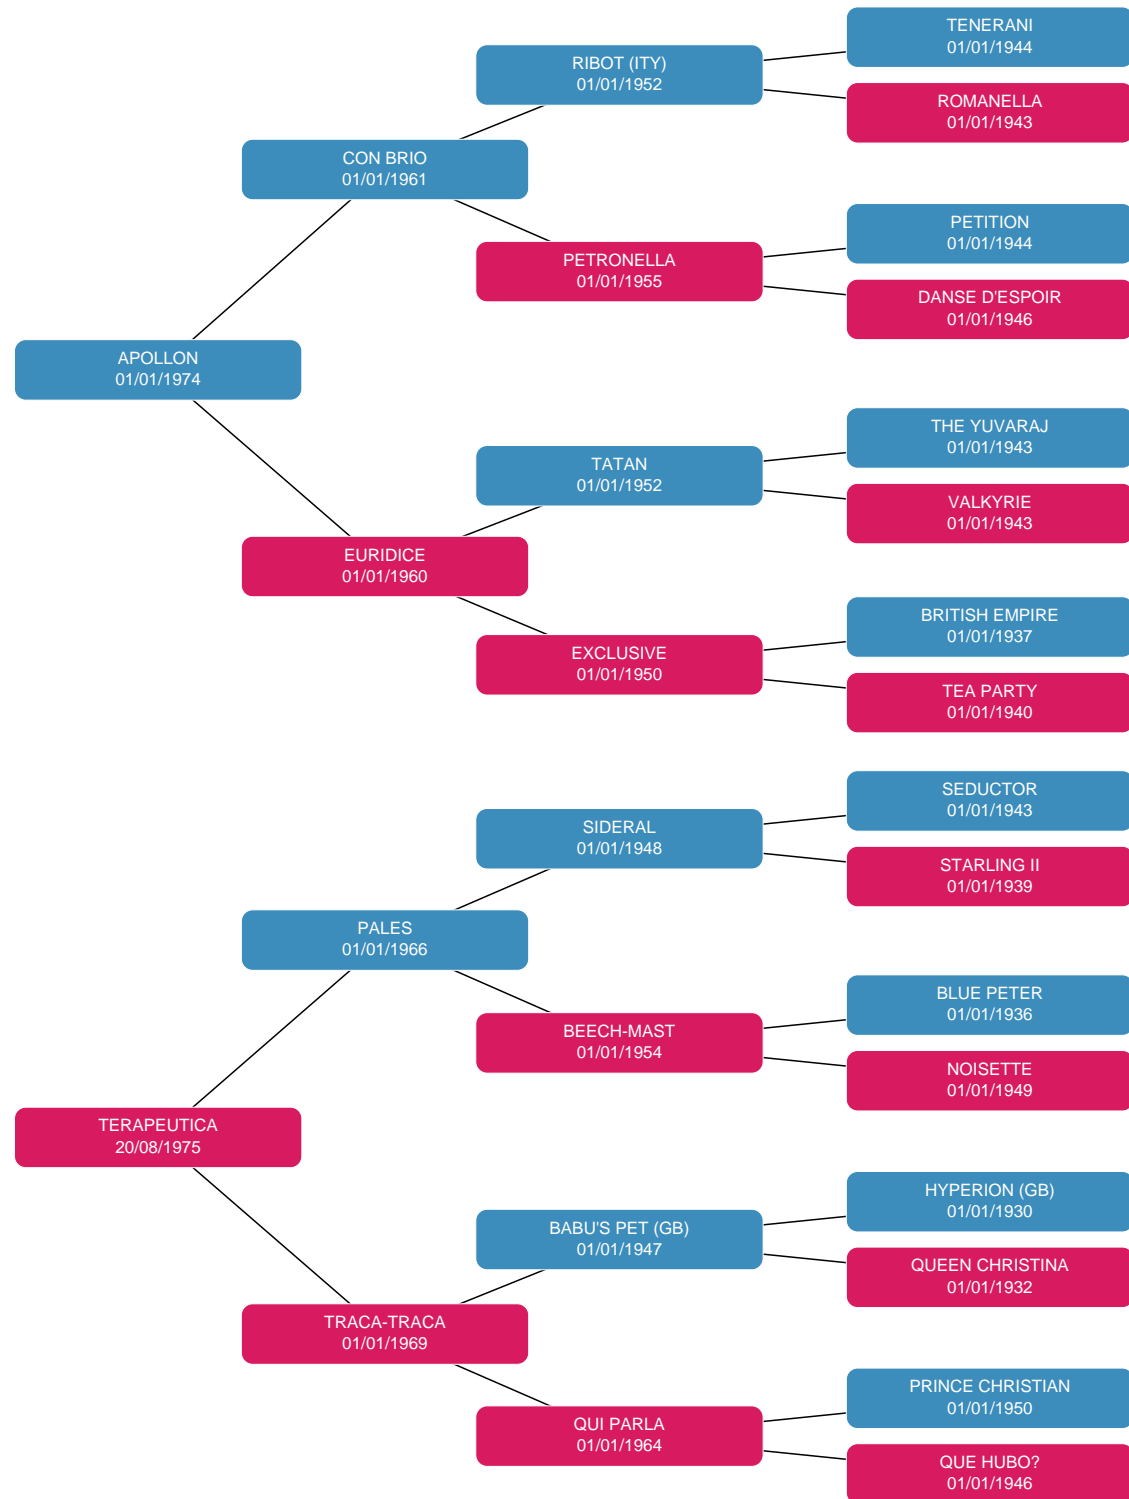 TENERANI
01/01/1944
RIBOT (ITY)
01/01/1952
ROMANELLA
01/01/1943
CON BRIO
01/01/1961
PETITION
01/01/1944
PETRONELLA
01/01/1955
DANSE D'ESPOIR
01/01/1946
APOLLON
01/01/1974
THE YUVARAJ
01/01/1943
TATAN
01/01/1952
VALKYRIE
01/01/1943
EURIDICE
01/01/1960
BRITISH EMPIRE
01/01/1937
EXCLUSIVE
01/01/1950
TEA PARTY
01/01/1940
SEDUCTOR
01/01/1943
SIDERAL
01/01/1948
STARLING II
01/01/1939
PALES
01/01/1966
BLUE PETER
01/01/1936
BEECH-MAST
01/01/1954
NOISETTE
01/01/1949
TERAPEUTICA
20/08/1975
HYPERION (GB)
01/01/1930
BABU'S PET (GB)
01/01/1947
QUEEN CHRISTINA
01/01/1932
TRACA-TRACA
01/01/1969
PRINCE CHRISTIAN
01/01/1950
QUI PARLA
01/01/1964
QUE HUBO?
01/01/1946